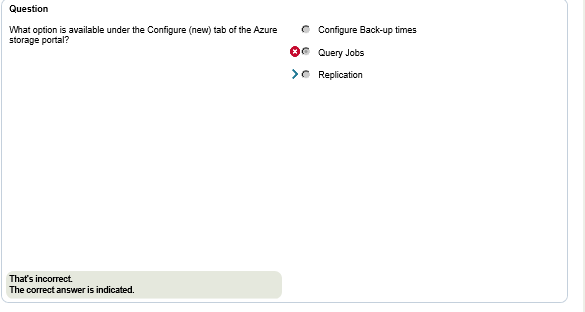 Question
What option is available under the Configure (new) tab of the Azure
storage portal?
Configure Back-up times
Query Jobs
Replication
That's incorrect.
The correct answer is indicated.